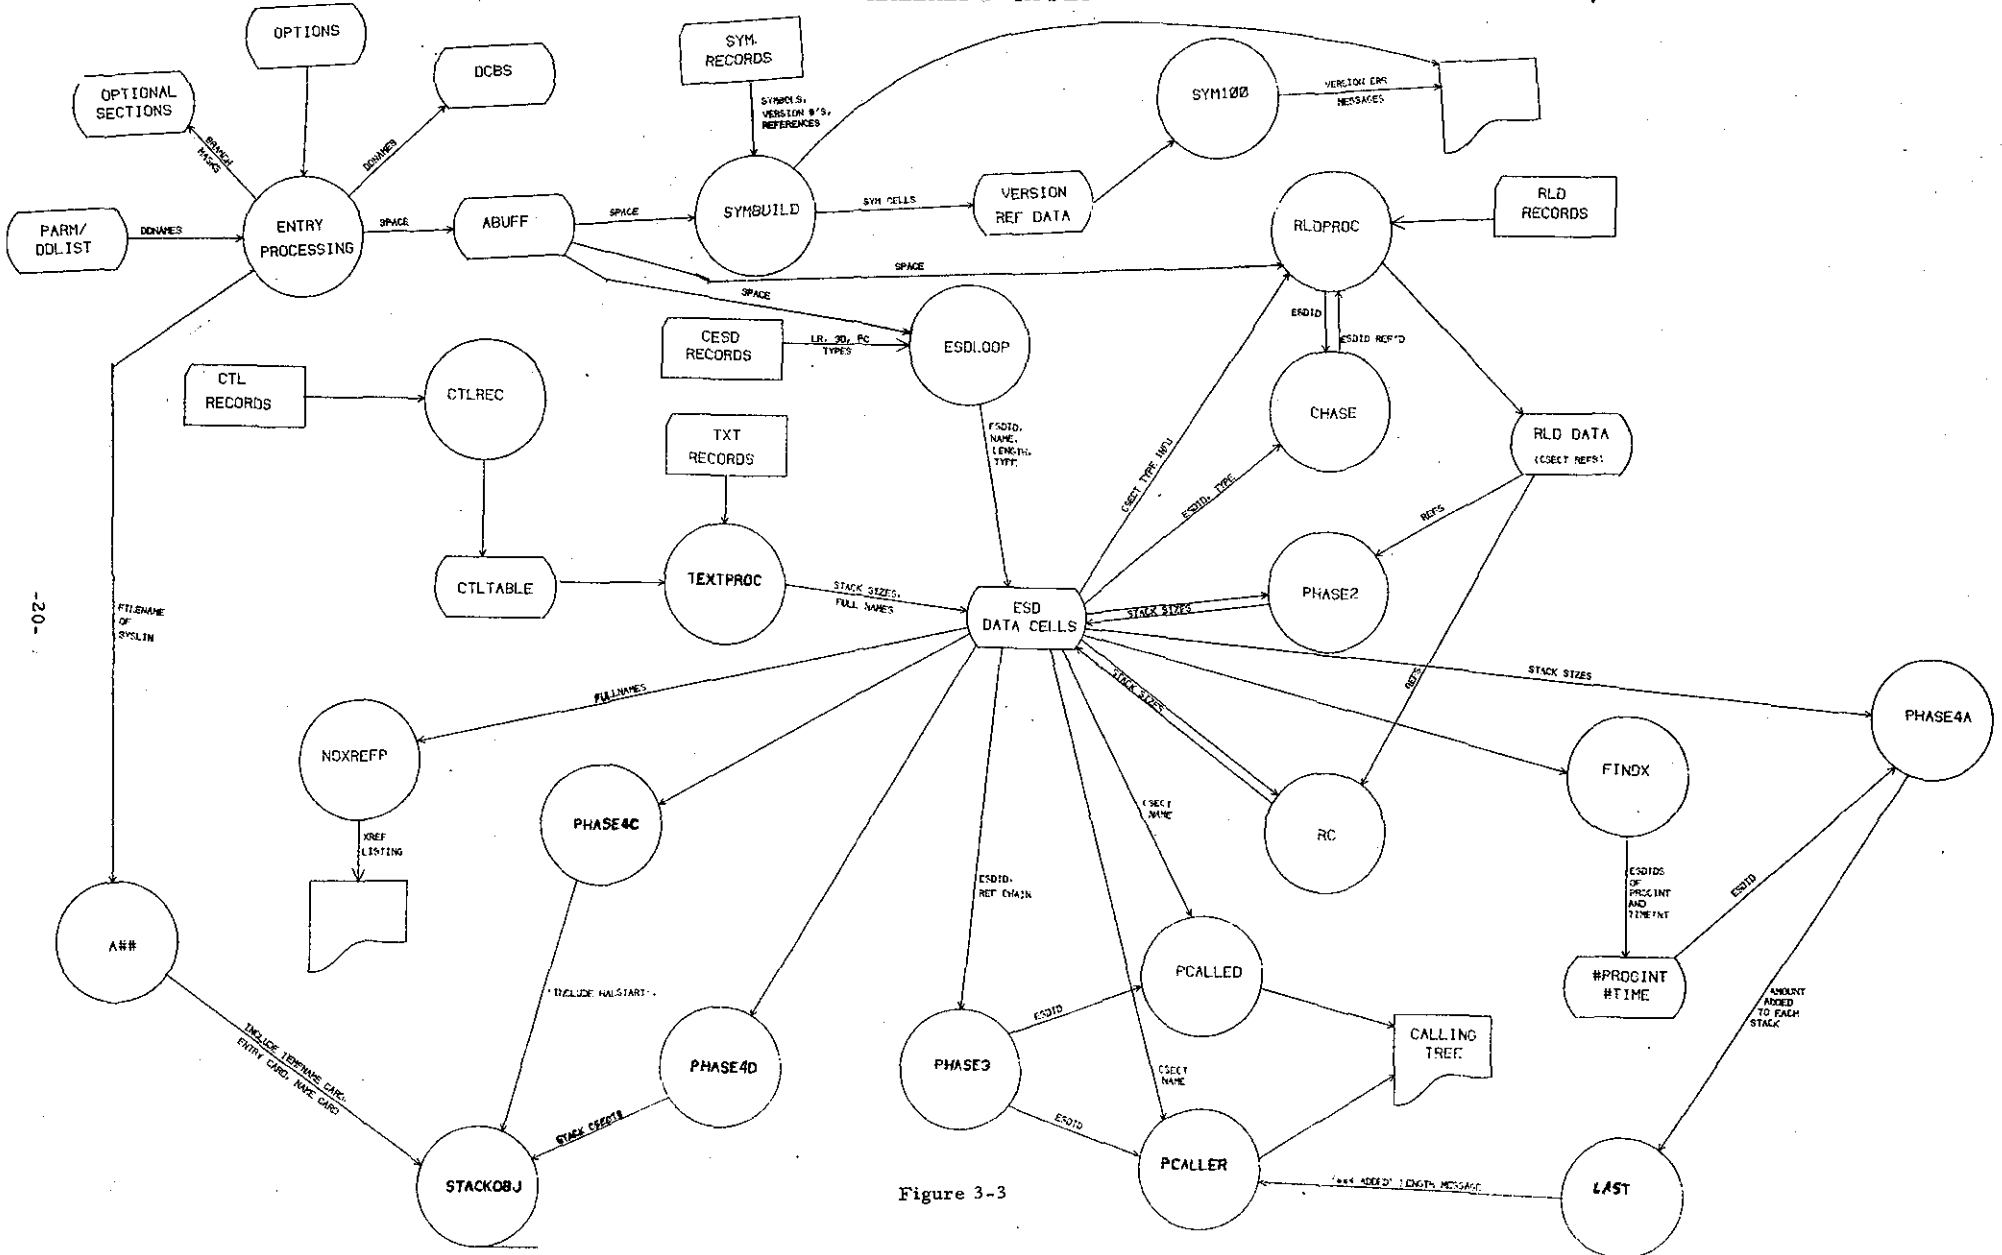 OPTIONS
OPTIONAL
SECTIONS
DCBS
SYM.
RECORDS
SYMBOLS,
VERSION #'S,
REFERENCES
SYM100
VERSION ERR
MESSAGES
BRANCH
MASKS
DDNAMES
PARM/
DDLIST
DDNAMES
ENTRY
PROCESSING
SPACE
ABUFF
SPACE
SYMBUILD
SYM CELLS
VERSION
REF DATA
RLDPROC
RLD
RECORDS
SPACE
SPACE
CESD
RECORDS
TYPES
ESDLOOP
ESDID
ESDID REF'D
CTL
RECORDS
CTLREC
TXT
RECORDS
ESDID,
NAME,
LENGTH,
TYPE
CHASE
RLD DATA
(CSECT REFS)
CSECT TYPE INFO
ESDID, TYPE
REFS
CTLTABLE
TEXTPROC
STACK SIZES,
FULL NAMES
ESD
DATA CELLS
STACK SIZES
PHASE2
-20-
FILENAME
OF
SYSLIN
FULLNAMES
STACK SIZES
REFS
STACK SIZES
PHASE4A
NOXREFP
PHASE4C
CSECT
NAME
RC
FINDX
XREF
LISTING
ESDID,
REF CHAIN
ESDIDS
OF
PROGINT
AND
TIMEINT
ESDID
A##
PCALLED
#PROGINT
#TIME
'INCLUDE HALSTART'.
ESDID
AMOUNT
ADDED
TO EACH
STACK
INCLUDE TEMPNAME CARD,
ENTRY CARD, NAME CARD
PHASE4D
PHASE3
CSECT
NAME
CALLING
TREE
STACK CSECTS
ESDID
STACKOBJ
PCALLER
ADDED' LENGTH MESSAGE
LAST
Figure 3-3